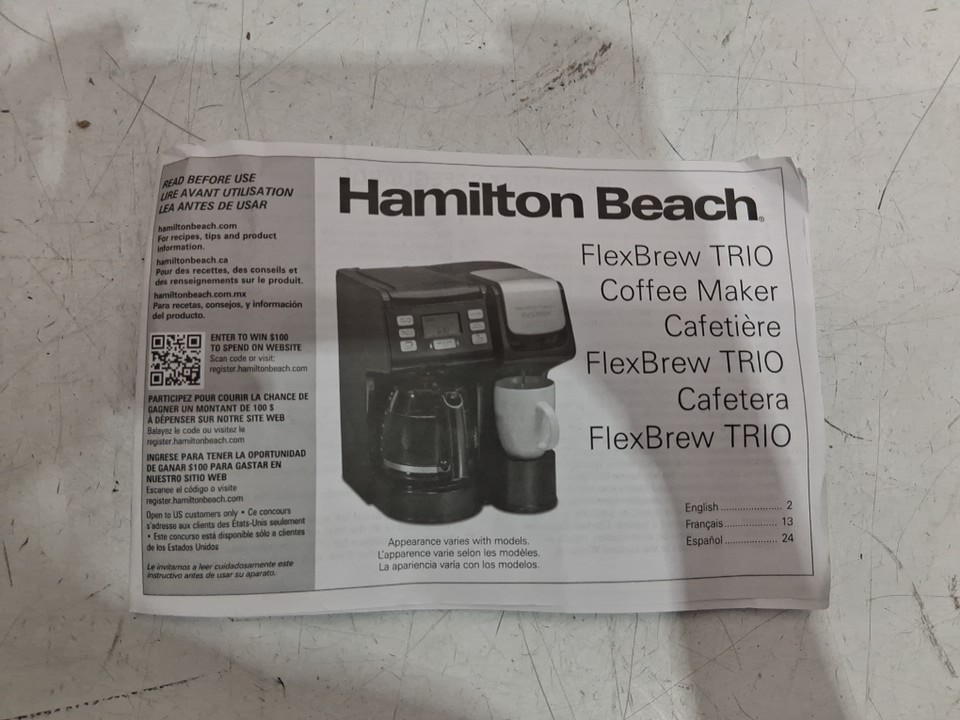 READ BEFORE USE
LIRE AVANT UTILISATION
LEA ANTES DE USAR
hamiltonbeach.com
For recipes, tips and product
information.
hamiltonbeach.ca
Pour des recettes, des conseils et
des renseignements sur le produit.
hamiltonbeach.com.mx
Para recetas, consejos, y información
del producto.
ENTER TO WIN $100
TO SPEND ON WEBSITE
Scan code or visit:
register.hamiltonbeach.com
PARTICIPEZ POUR COURIR LA CHANCE DE
GAGNER UN MONTANT DE 100 $
À DÉPENSER SUR NOTRE SITE WEB
Balayez le code ou visitez le
register.hamiltonbeach.com
INGRESE PARA TENER LA OPORTUNIDAD
DE GANAR $100 PARA GASTAR EN
NUESTRO SITIO WEB
Escanee el código o visite
register.hamiltonbeach.com
Open to US customers only • Ce concours
s'adresse aux clients des États-Unis seulement
• Este concurso está disponible sólo a clientes
de los Estados Unidos
Le invitamos a leer cuidadosamente este
instructivo antes de usar su aparato.
Hamilton Beach®
FlexBrew TRIO
Coffee Maker
Cafetière
FlexBrew TRIO
Cafetera
FlexBrew TRIO
Appearance varies with models.
L'apparence varie selon les modèles.
La apariencia varia con los modelos.
English ...................... 2
Français................... 13
Español................... 24